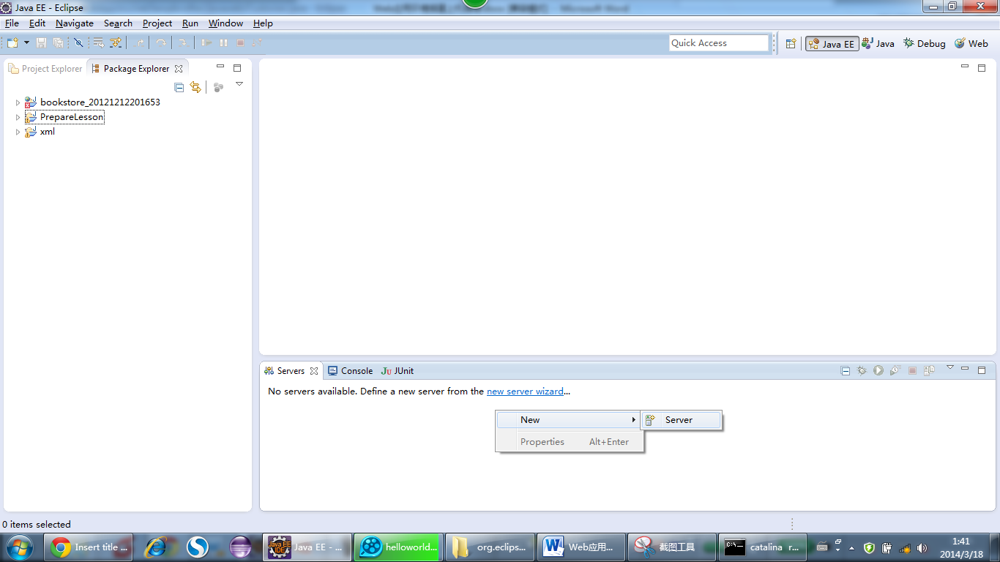 Java EE - Eclipse
File Edit Navigate Search Project Run Window Help
Quick Access
Java EE Java Debug Web
Project Explorer Package Explorer
bookstore_20121212201653
PrepareLesson
xml
Servers Console JUnit
No servers available. Define a new server from the new server wizard...
New Server
Properties Alt+Enter
0 items selected
Insert title ... Java EE - ... helloworld... org.eclips... Web应用... 截图工具 catalina r... 1:41
2014/3/18